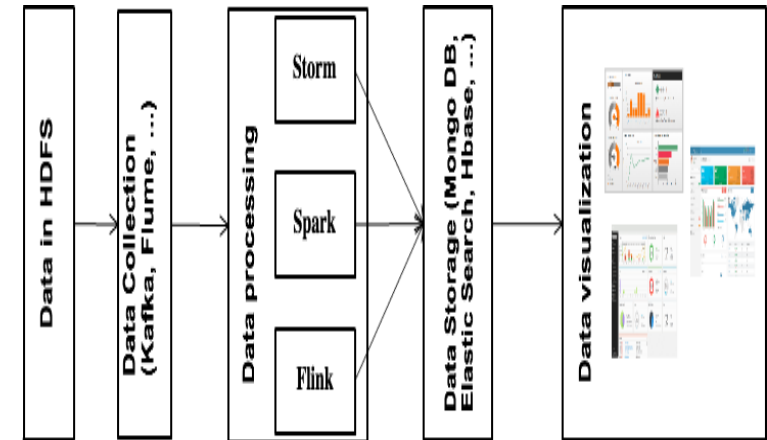 Data in HDFS
Data Collection
(Kafka, Flume, ...)
Data processing
Storm
Spark
Flink
Data Storage (Mongo DB,
Elastic Search, Hbase, ...)
Data visualization